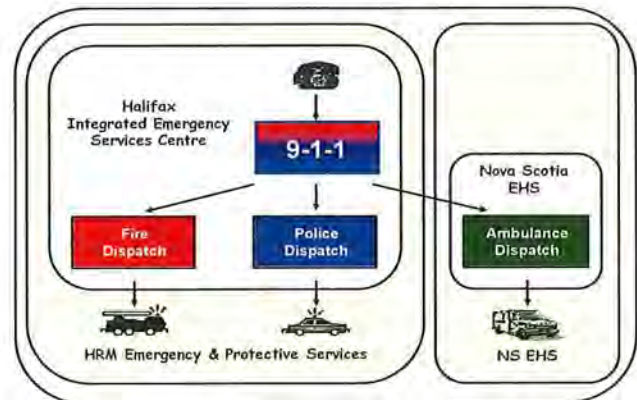 Halifax
Integrated Emergency
Services Centre
9-1-1
Nova Scotia
EHS
Fire
Dispatch
Police
Dispatch
Ambulance
Dispatch
HRM Emergency & Protective Services
NS EHS